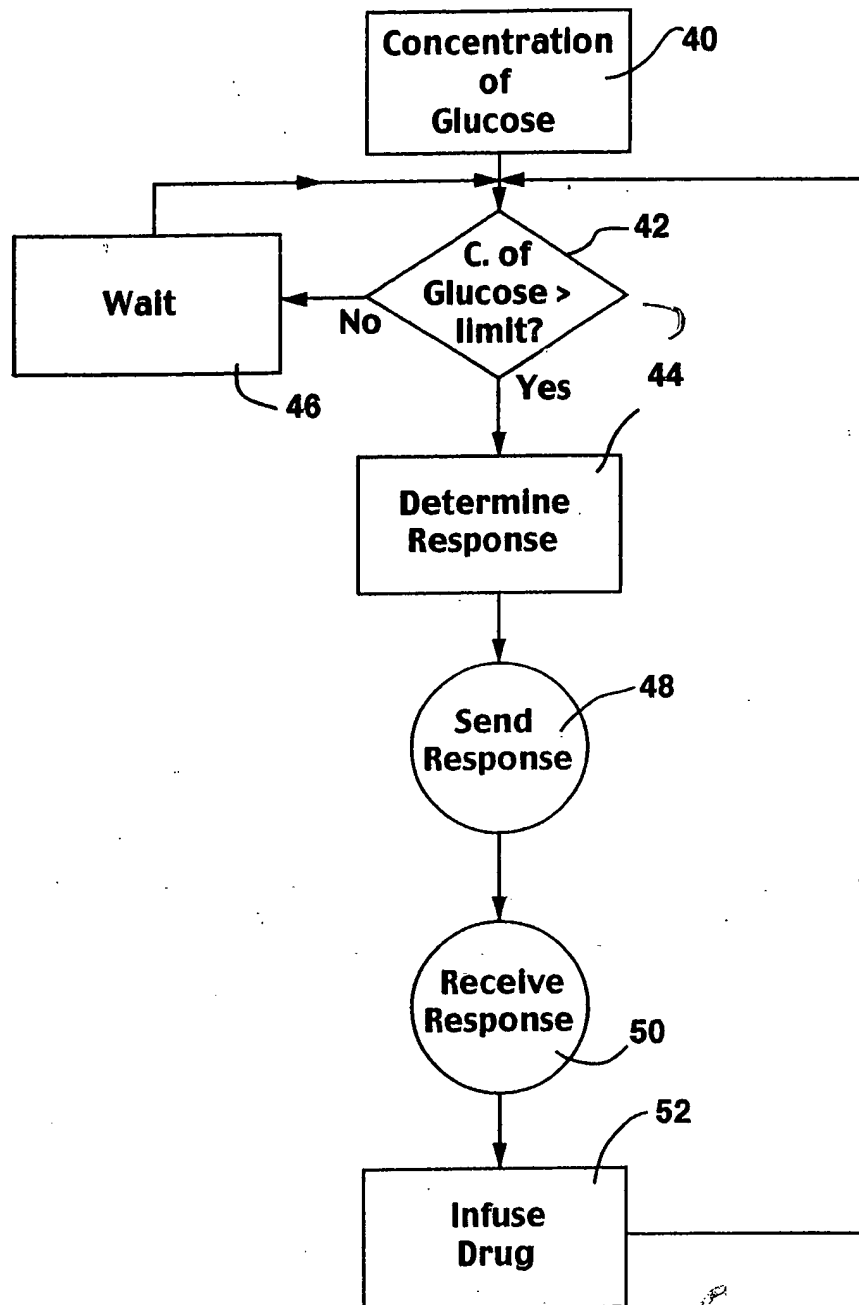 Concentration
of
Glucose
40
C. of
Glucose >
limit?
42
No
Wait
46
Yes
44
Determine
Response
Send
Response
48
Receive
Response
50
52
Infuse
Drug